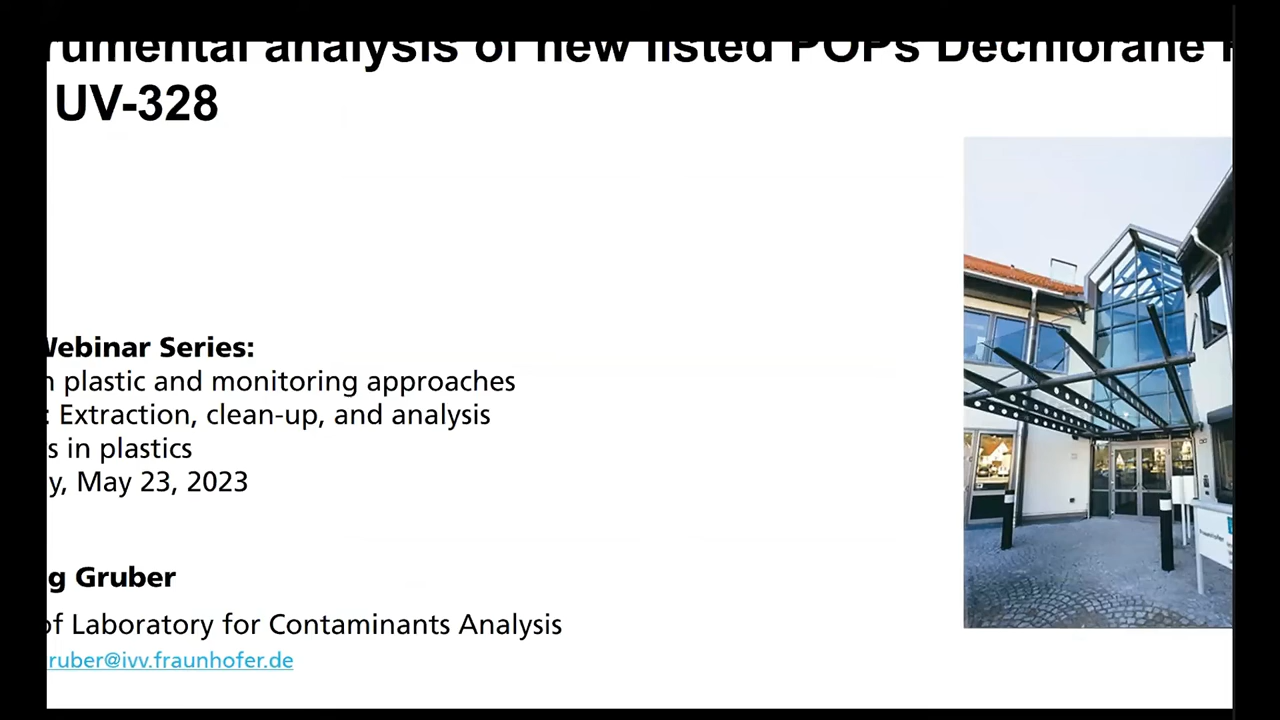 rumental analysis of new listed POPs Dechlorane
UV-328
Webinar Series:
n plastic and monitoring approaches
: Extraction, clean-up, and analysis
s in plastics
y, May 23, 2023
g Gruber
of Laboratory for Contaminants Analysis
ruber@ivv.fraunhofer.de
Fraunhofer